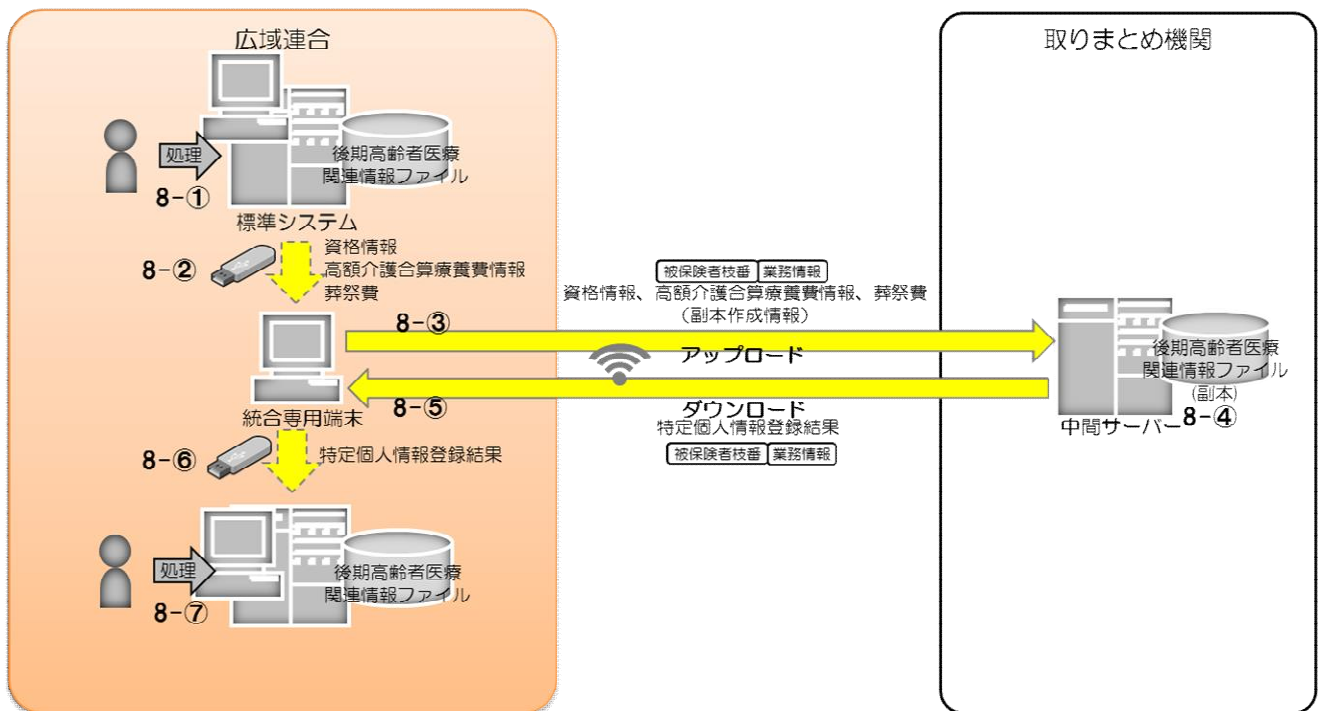 広域連合
処理
8-①
後期高齢者医療
関連情報ファイル
標準システム
8-②
資格情報
高額介護合算療養費情報
葬祭費
統合専用端末
8-③
被保険者枝番 業務情報
資格情報、高額介護合算療養費情報、葬祭費
（副本作成情報）
アップロード
8-⑤
ダウンロード
特定個人情報登録結果
被保険者枝番 業務情報
取りまとめ機関
後期高齢者医療
関連情報ファイル
(副本)
8-④
中間サーバー
8-⑥
特定個人情報登録結果
処理
8-⑦
後期高齢者医療
関連情報ファイル